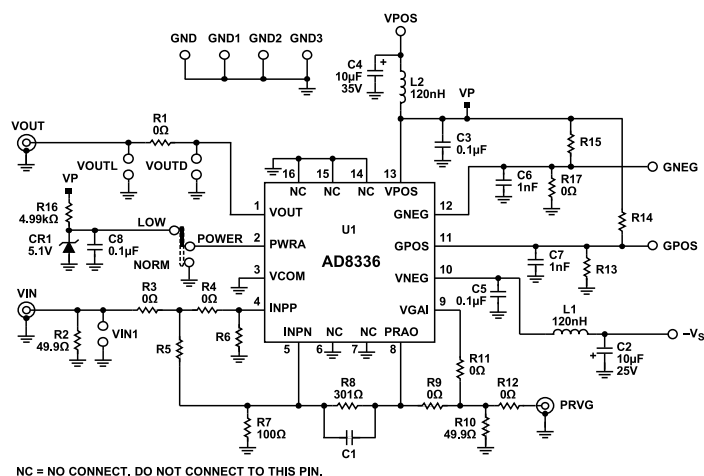 VPOS
GND GND1 GND2 GND3
C4
10µF
35V
+
L2
120nH
VP
VOUT
R1
0Ω
VOUTL
VOUTD
C3
0.1µF
R15
16 15 14 13
NC NC NC VPOS
C6
1nF
R17
0Ω
GNEG
VP
R16
4.99kΩ
LOW
1 VOUT
GNEG 12
U1
R14
CR1
5.1V
C8
0.1µF
POWER
2 PWRA
GPOS 11
GPOS
AD8336
NORM
C7
1nF
R13
3 VCOM
VNEG 10
VIN
R3
0Ω
R4
0Ω
4 INPP
VGAI 9
C5
0.1µF
L1
120nH
–VS
R2
49.9Ω
VIN1
R5
R6
INPN NC NC PRAO
5 6 7 8
+
C2
10µF
25V
R11
0Ω
R8
301Ω
R9
0Ω
R12
0Ω
PRVG
R7
100Ω
C1
R10
49.9Ω
NC = NO CONNECT. DO NOT CONNECT TO THIS PIN.